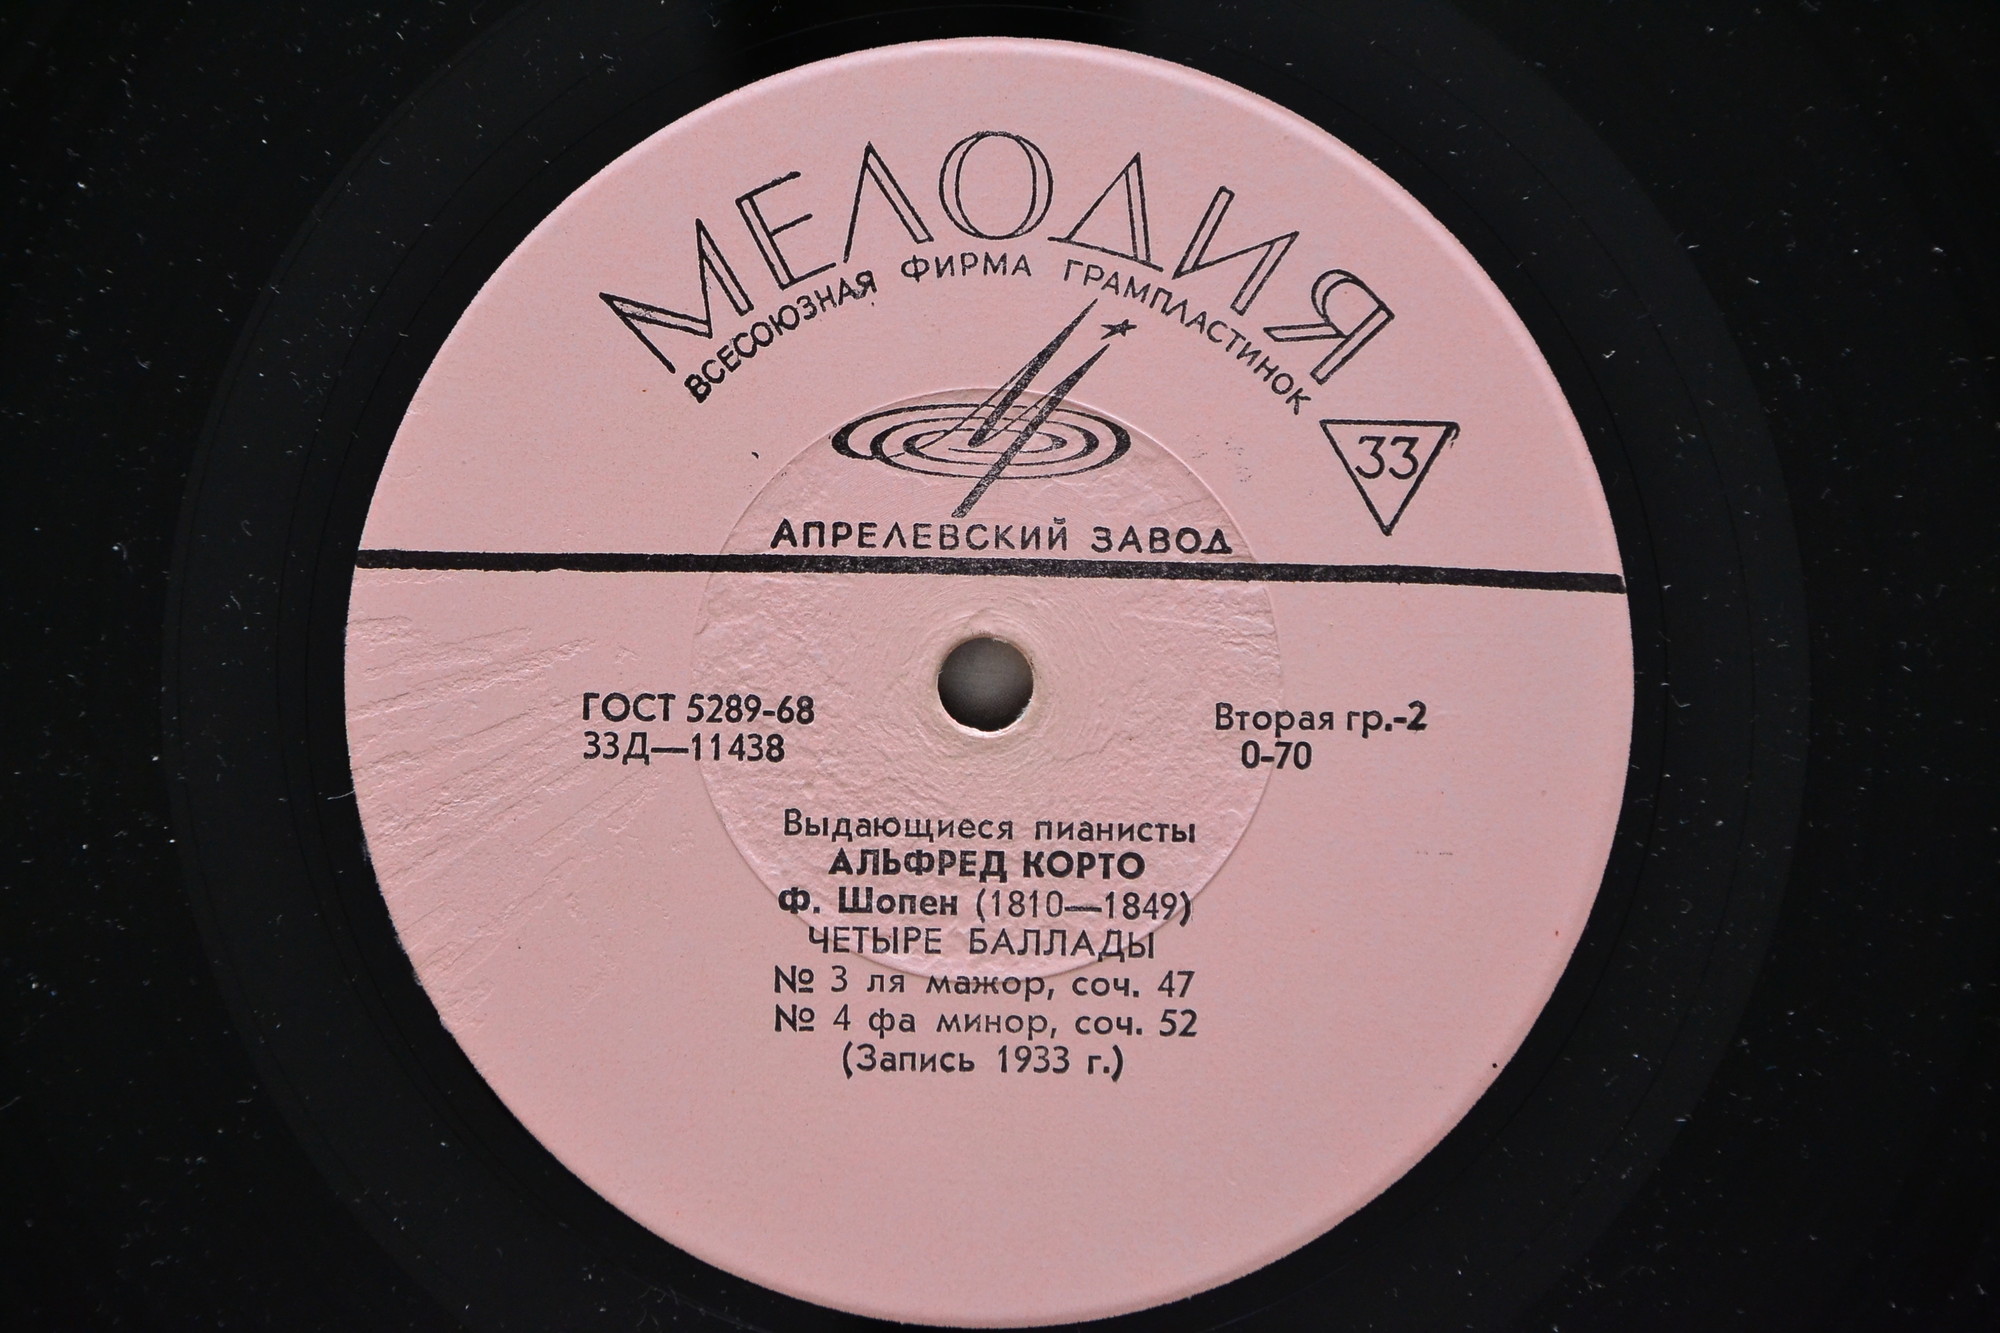 МЕЛОДИЯ
ВСЕСОЮЗНАЯ ФИРМА ГРАМПЛАСТИНОК
33
АПРЕЛЕВСКИЙ ЗАВОД
ГОСТ 5289-68
33Д—11438
Вторая гр.-2
0-70
Выдающиеся пианисты
АЛЬФРЕД КОРТО
Ф. Шопен (1810—1849)
ЧЕТЫРЕ БАЛЛАДЫ
№ 3 ля мажор, соч. 47
№ 4 фа минор, соч. 52
(Запись 1933 г.)